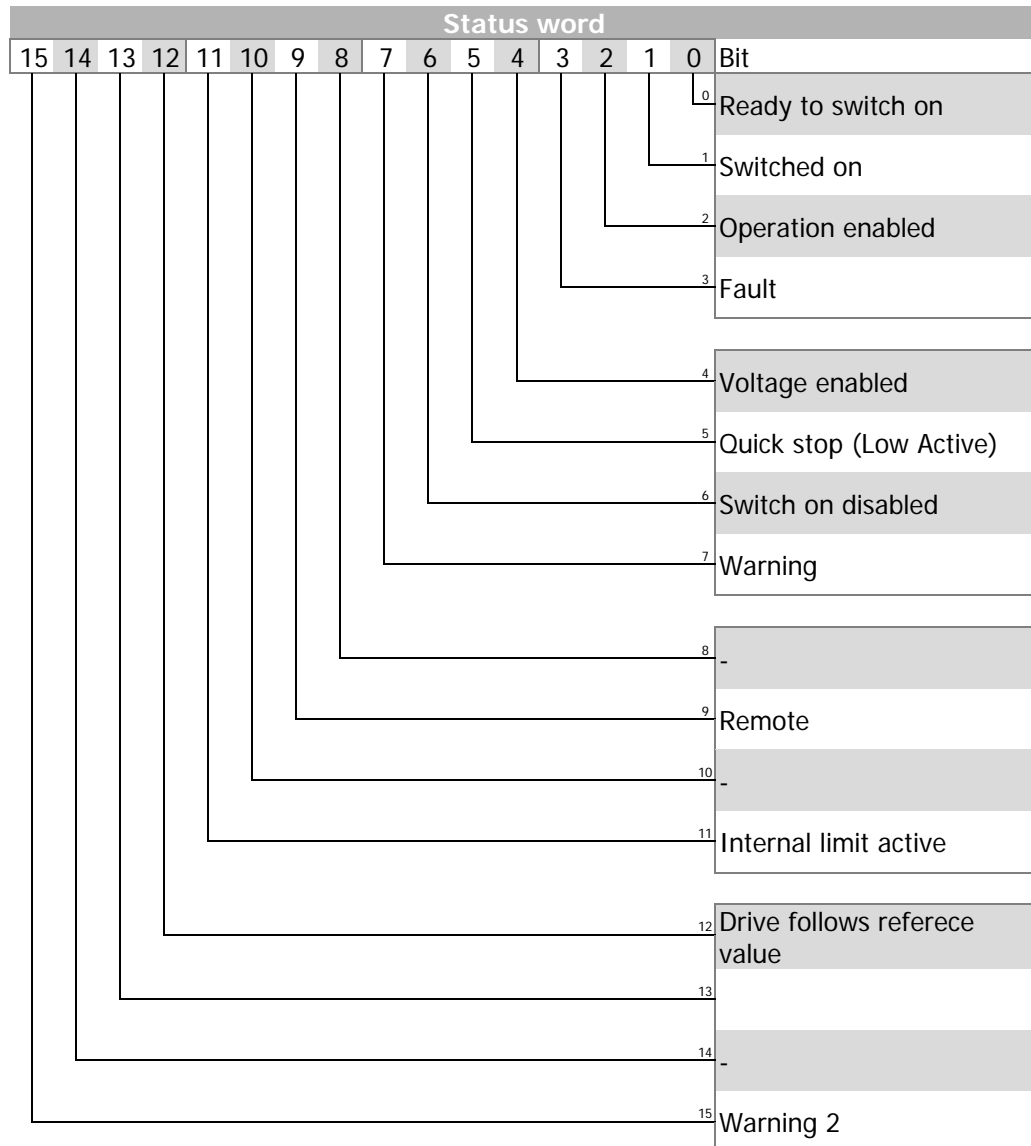 Status word
15 14 13 12 11 10 9 8 7 6 5 4 3 2 1 0 Bit
0 Ready to switch on
1 Switched on
2 Operation enabled
3 Fault
4 Voltage enabled
5 Quick stop (Low Active)
6 Switch on disabled
7 Warning
8 -
9 Remote
10 -
11 Internal limit active
12 Drive follows referece
value
13
14 -
15 Warning 2